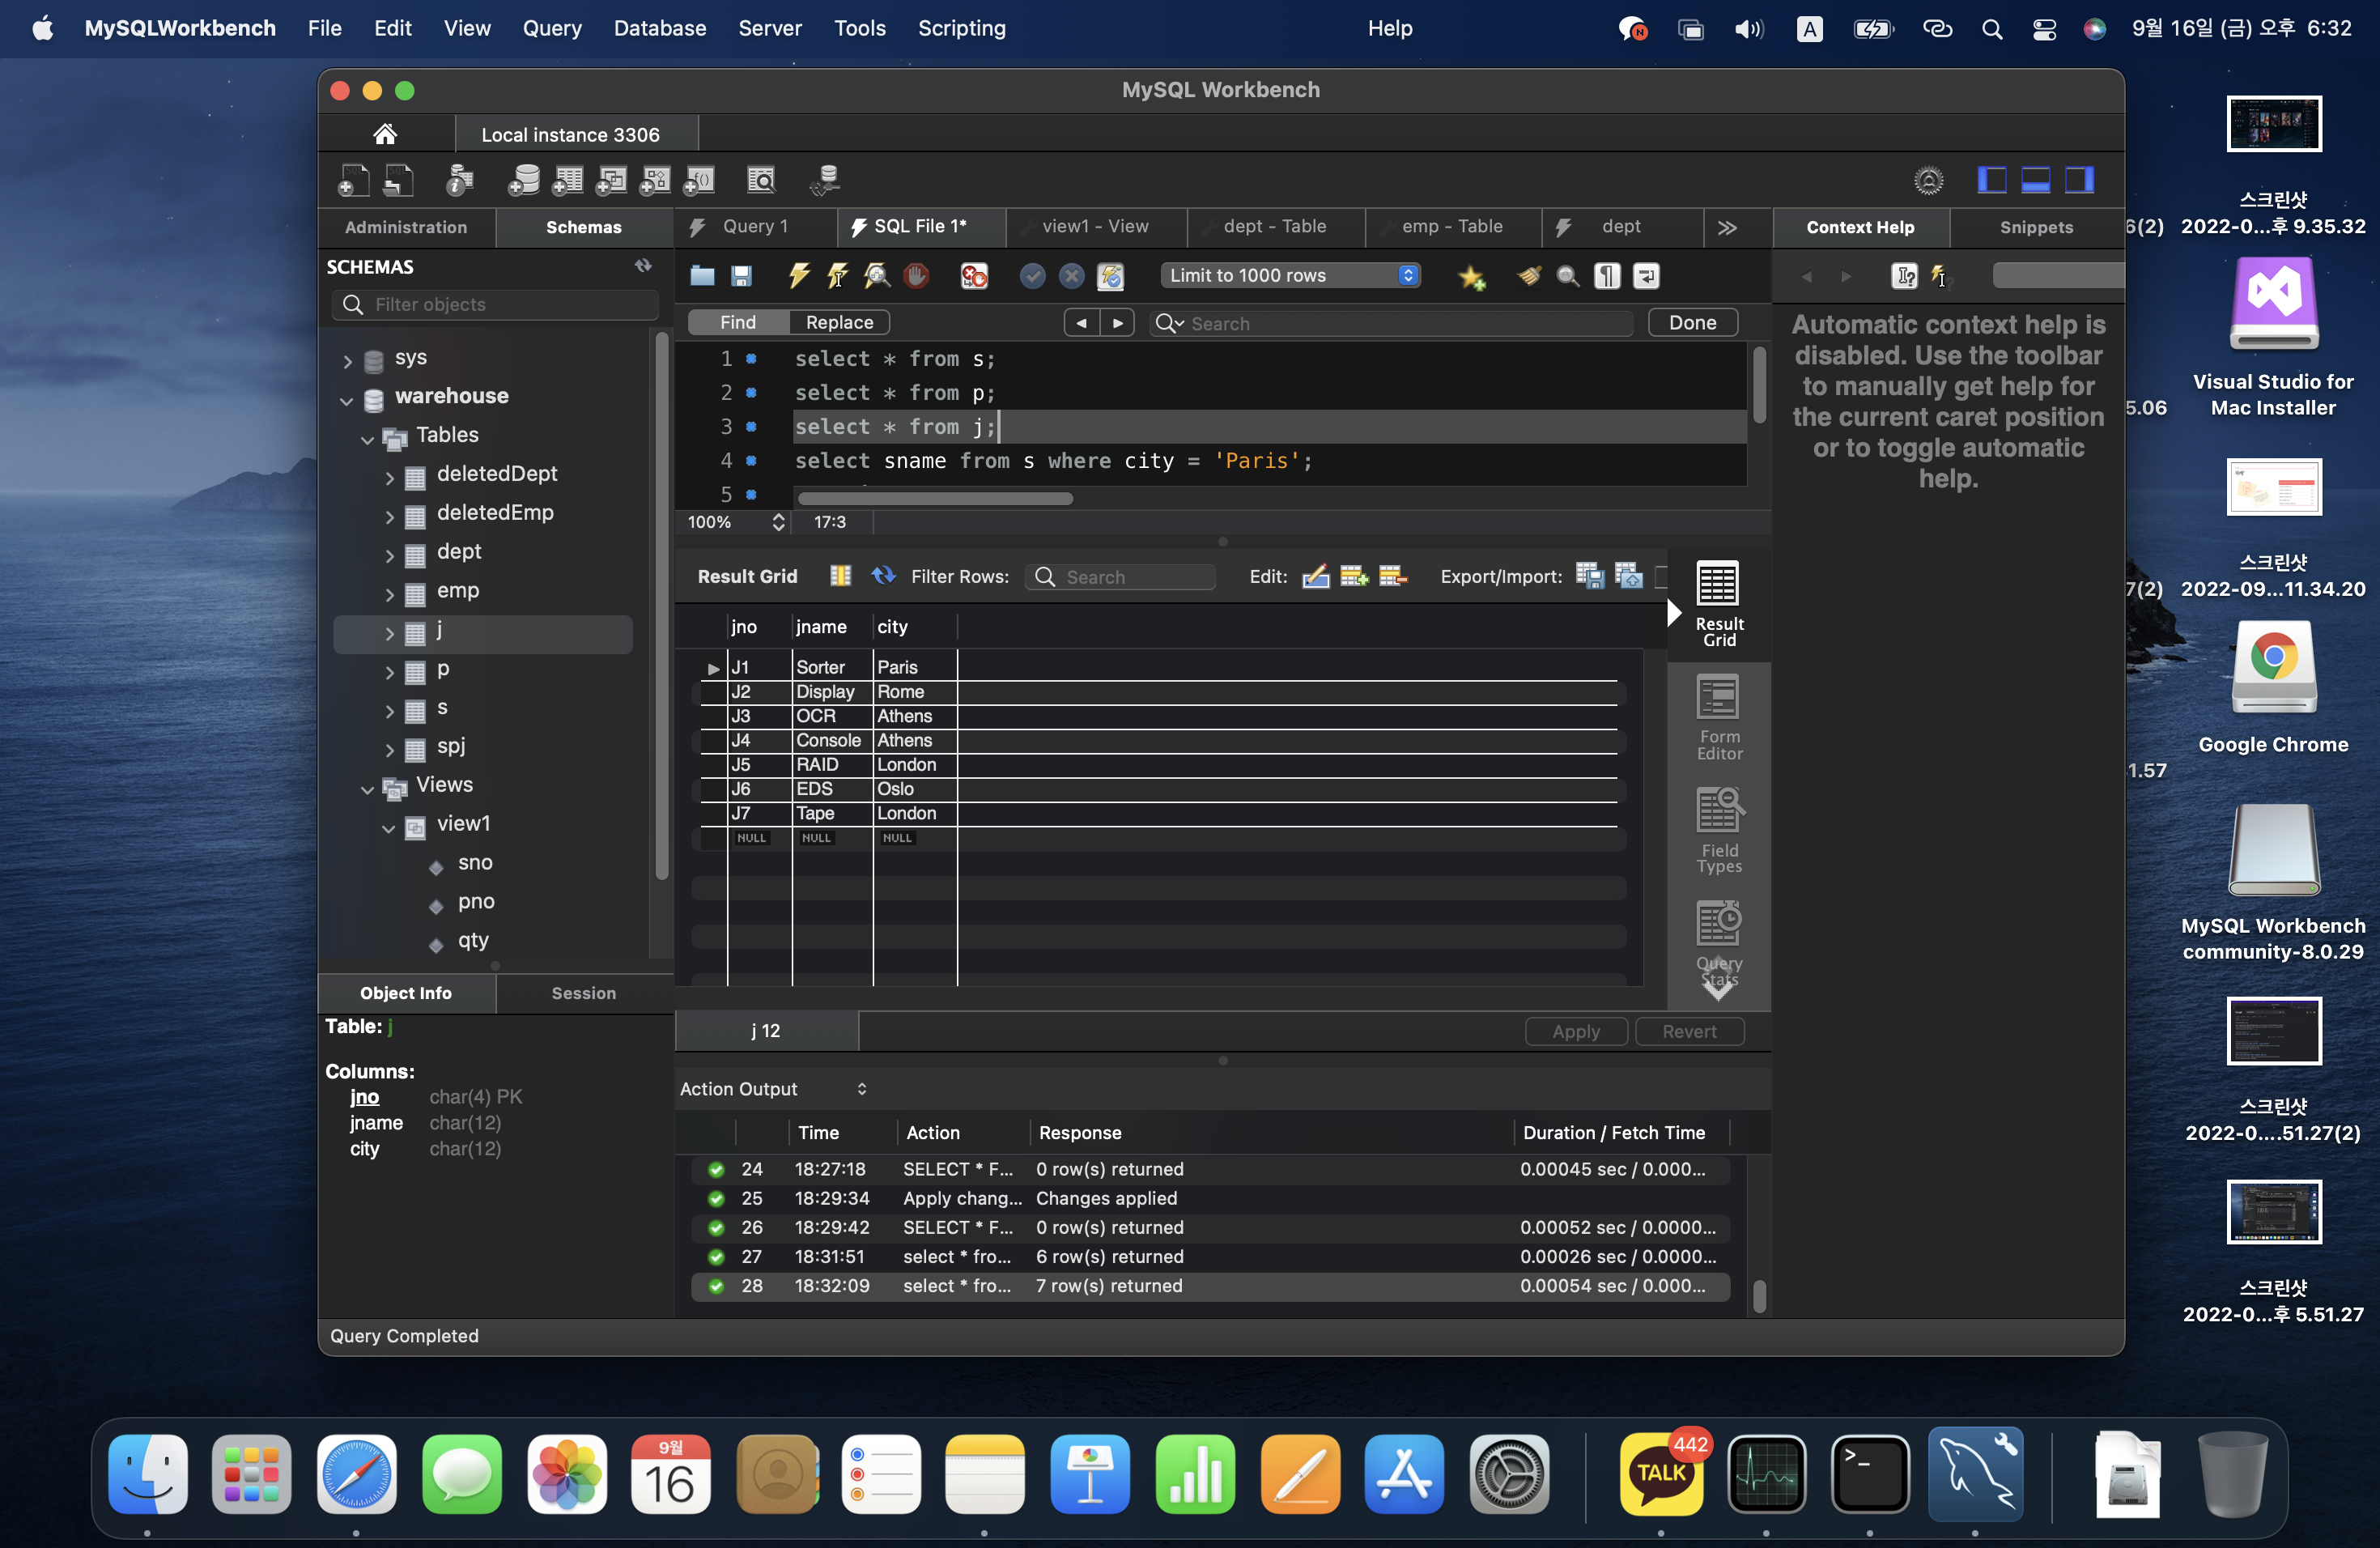 MySQLWorkbench File Edit View Query Database Server Tools Scripting Help A 9월 16일 (금) 오후 6:32
MySQL Workbench
Local instance 3306
Administration Schemas
Query 1 SQL File 1* view1 - View dept - Table emp - Table dept
Context Help Snippets
SCHEMAS
Filter objects
Limit to 1000 rows
Find Replace Search Done
sys
warehouse
Tables
deletedDept
deletedEmp
dept
emp
j
p
s
spj
Views
view1
sno
pno
qty
1 select * from s;
2 select * from p;
3 select * from j;
4 select sname from s where city = 'Paris';
5
100% 17:3
Automatic context help is
disabled. Use the toolbar
to manually get help for
the current caret position
or to toggle automatic
help.
Result Grid Filter Rows: Search Edit: Export/Import:
jno jname city
J1 Sorter Paris
J2 Display Rome
J3 OCR Athens
J4 Console Athens
J5 RAID London
J6 EDS Oslo
J7 Tape London
NULL NULL NULL
Result
Grid
Form
Editor
Field
Types
Query
Stats
Object Info Session
Table: j
Columns:
jno char(4) PK
jname char(12)
city char(12)
j 12 Apply Revert
Action Output
Time Action Response Duration / Fetch Time
24 18:27:18 SELECT * F... 0 row(s) returned 0.00045 sec / 0.000...
25 18:29:34 Apply chang... Changes applied
26 18:29:42 SELECT * F... 0 row(s) returned 0.00052 sec / 0.0000...
27 18:31:51 select * fro... 6 row(s) returned 0.00026 sec / 0.0000...
28 18:32:09 select * fro... 7 row(s) returned 0.00054 sec / 0.000...
Query Completed
스크린샷
6(2) 2022-0...후 9.35.32
Visual Studio for
5.06 Mac Installer
스크린샷
7(2) 2022-09...11.34.20
Google Chrome
1.57
MySQL Workbench
community-8.0.29
스크린샷
2022-0....51.27(2)
스크린샷
2022-0...후 5.51.27
9월
16
TALK
442